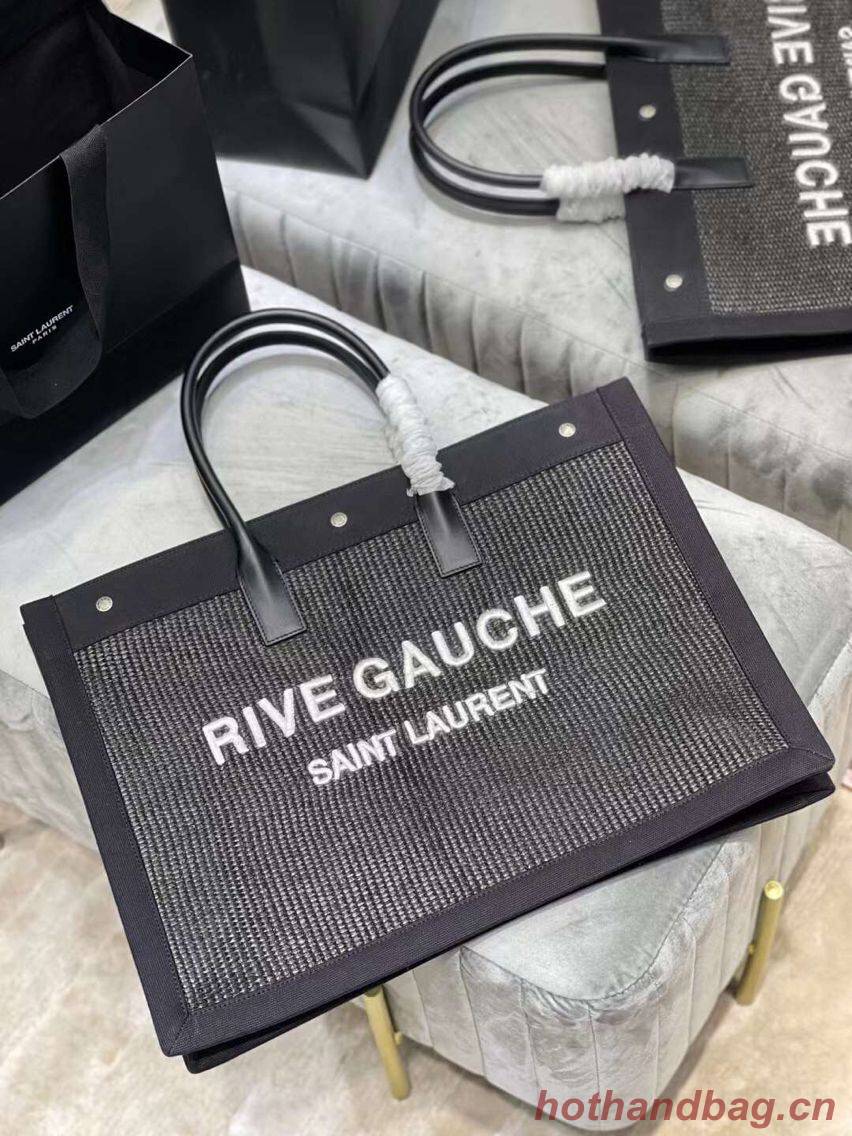 SAINT LAURENT
PARIS
RIVE GAUCHE
RIVE GAUCHE
SAINT LAURENT
hothandbag.cn